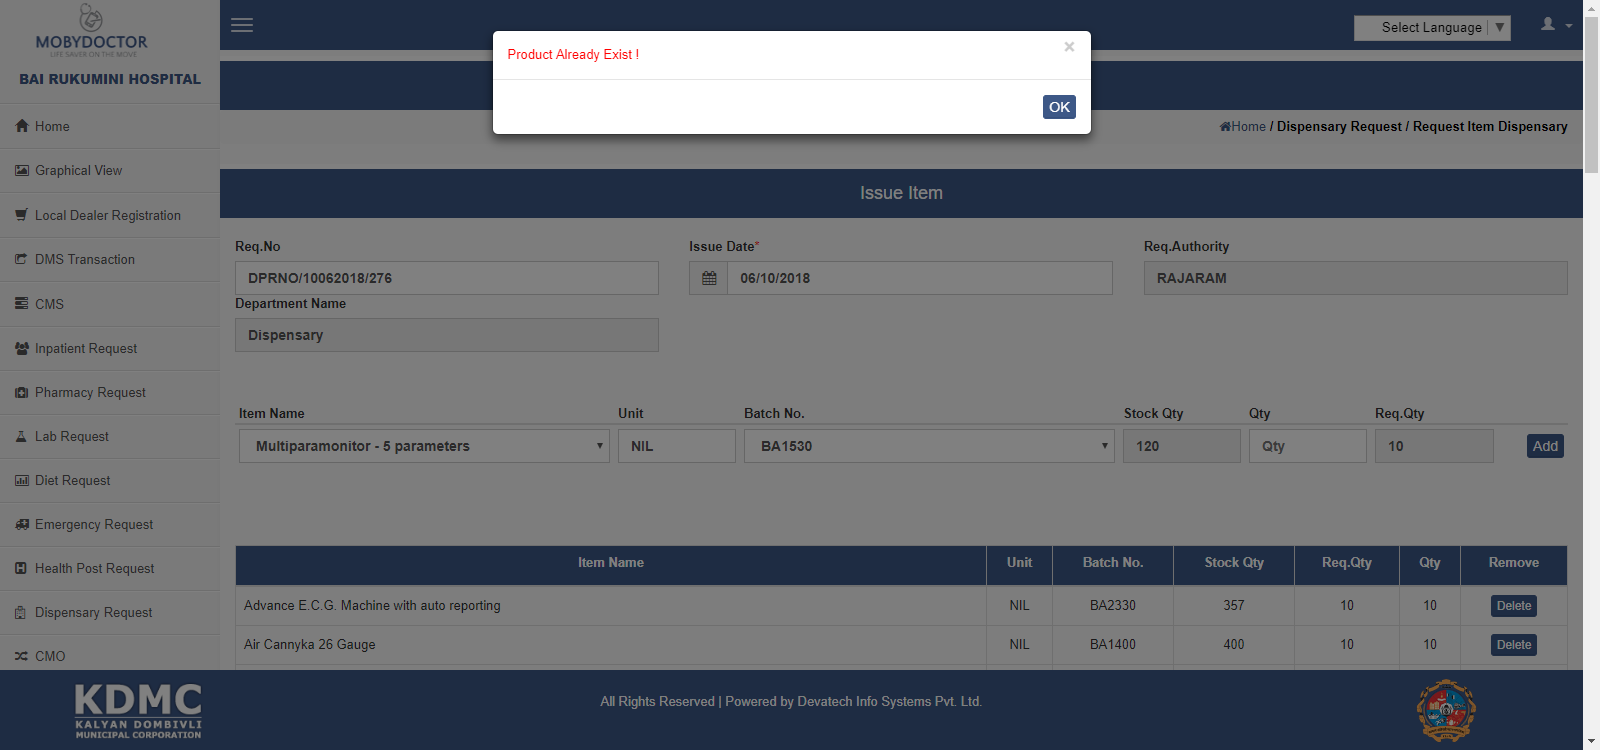 MOBYDOCTOR
LIFE SAVER ON THE MOVE
BAI RUKUMINI HOSPITAL
Home
Graphical View
Local Dealer Registration
DMS Transaction
CMS
Inpatient Request
Pharmacy Request
Lab Request
Diet Request
Emergency Request
Health Post Request
Dispensary Request
CMO
Select Language
Product Already Exist !
×
OK
Home / Dispensary Request / Request Item Dispensary
Issue Item
Req.No Issue Date* Req.Authority
DPRNO/10062018/276 06/10/2018 RAJARAM
Department Name
Dispensary
Item Name Unit Batch No. Stock Qty Qty Req.Qty
Multiparamonitor - 5 parameters NIL BA1530 120 Qty 10 Add
Item Name Unit Batch No. Stock Qty Req.Qty Qty Remove
Advance E.C.G. Machine with auto reporting NIL BA2330 357 10 10 Delete
Air Cannyka 26 Gauge NIL BA1400 400 10 10 Delete
KDMC
KALYAN DOMBIVLI
MUNICIPAL CORPORATION
All Rights Reserved | Powered by Devatech Info Systems Pvt. Ltd.